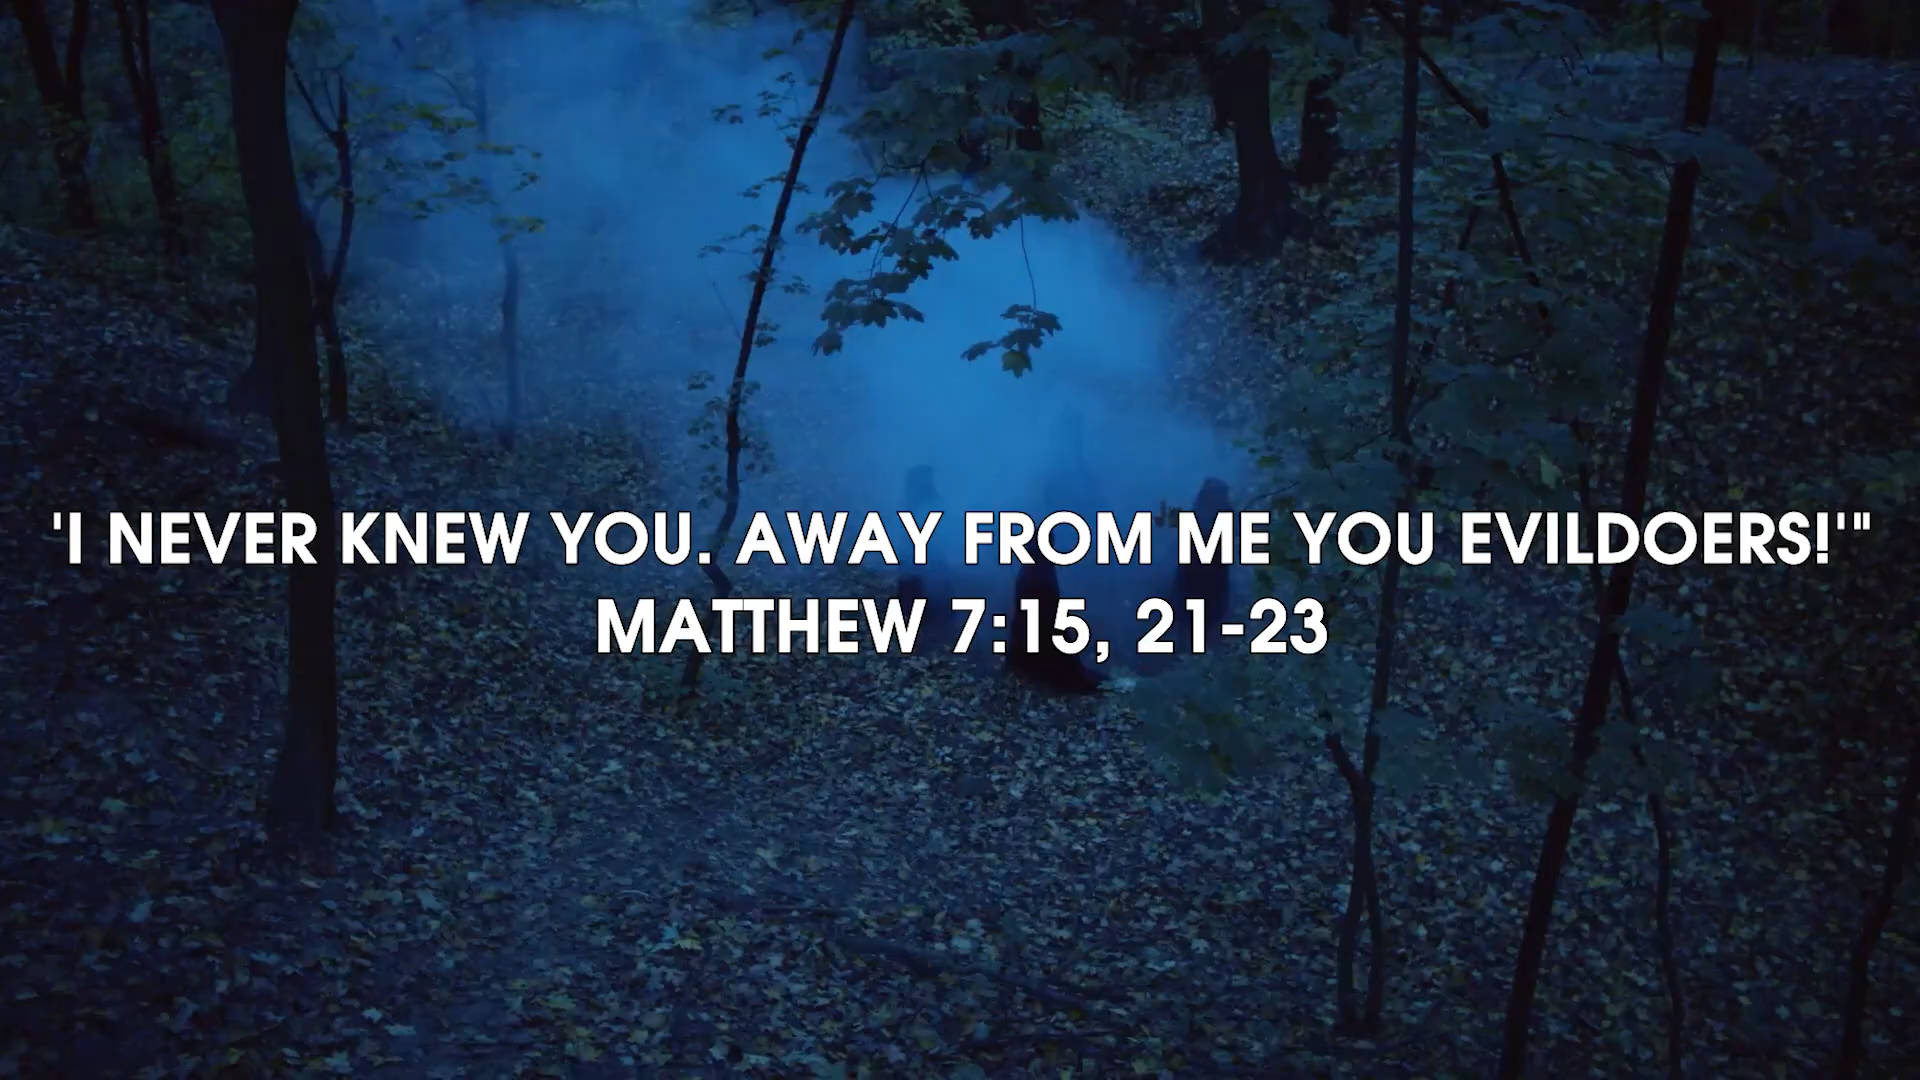 'I NEVER KNEW YOU. AWAY FROM ME YOU EVILDOERS!'"
MATTHEW 7:15, 21-23